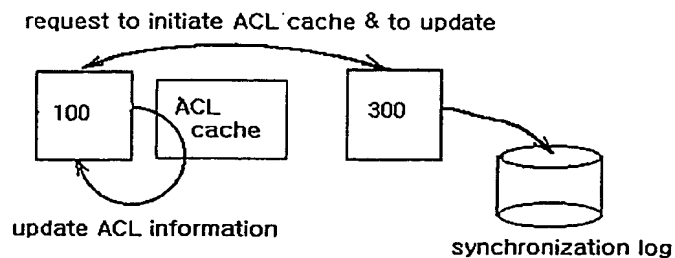 request to initiate ACL cache & to update
100
ACL
cache
300
update ACL information
synchronization log